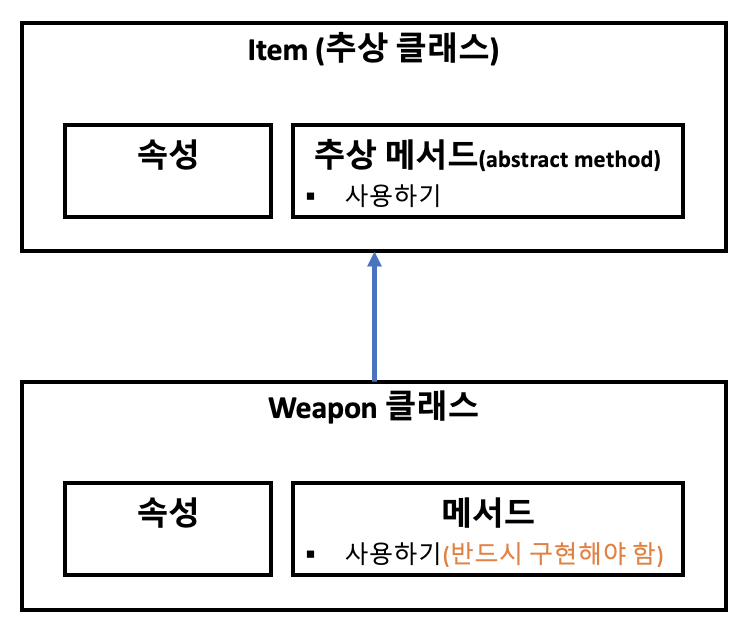 Item (추상 클래스)
속성
추상 메서드(abstract method)
▪ 사용하기
Weapon 클래스
속성
메서드
▪ 사용하기(반드시 구현해야 함)